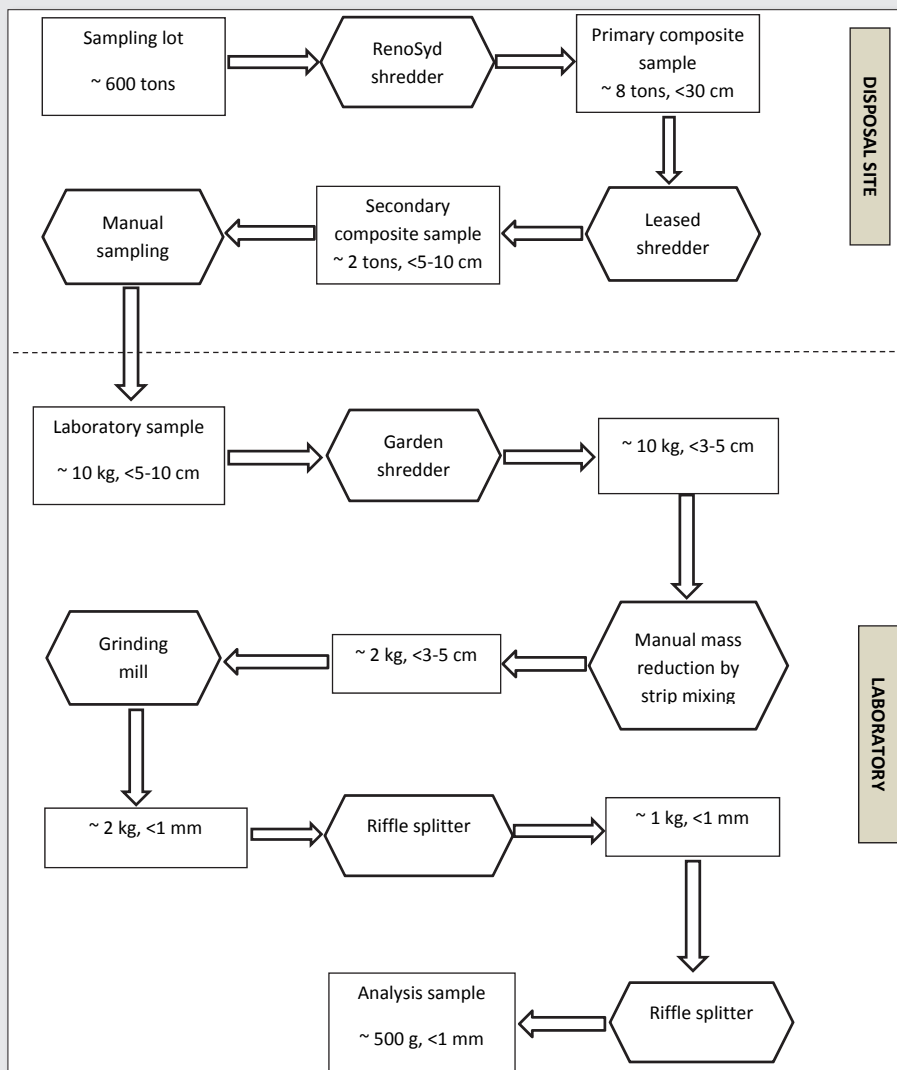 Sampling lot
~ 600 tons
RenoSyd
shredder
Primary composite
sample
~ 8 tons, <30 cm
DISPOSAL SITE
Manual
sampling
Secondary
composite sample
~ 2 tons, <5-10 cm
Leased
shredder
Laboratory sample
~ 10 kg, <5-10 cm
Garden
shredder
~ 10 kg, <3-5 cm
Grinding
mill
~ 2 kg, <3-5 cm
Manual mass
reduction by
strip mixing
LABORATORY
~ 2 kg, <1 mm
Riffle splitter
~ 1 kg, <1 mm
Analysis sample
~ 500 g, <1 mm
Riffle splitter